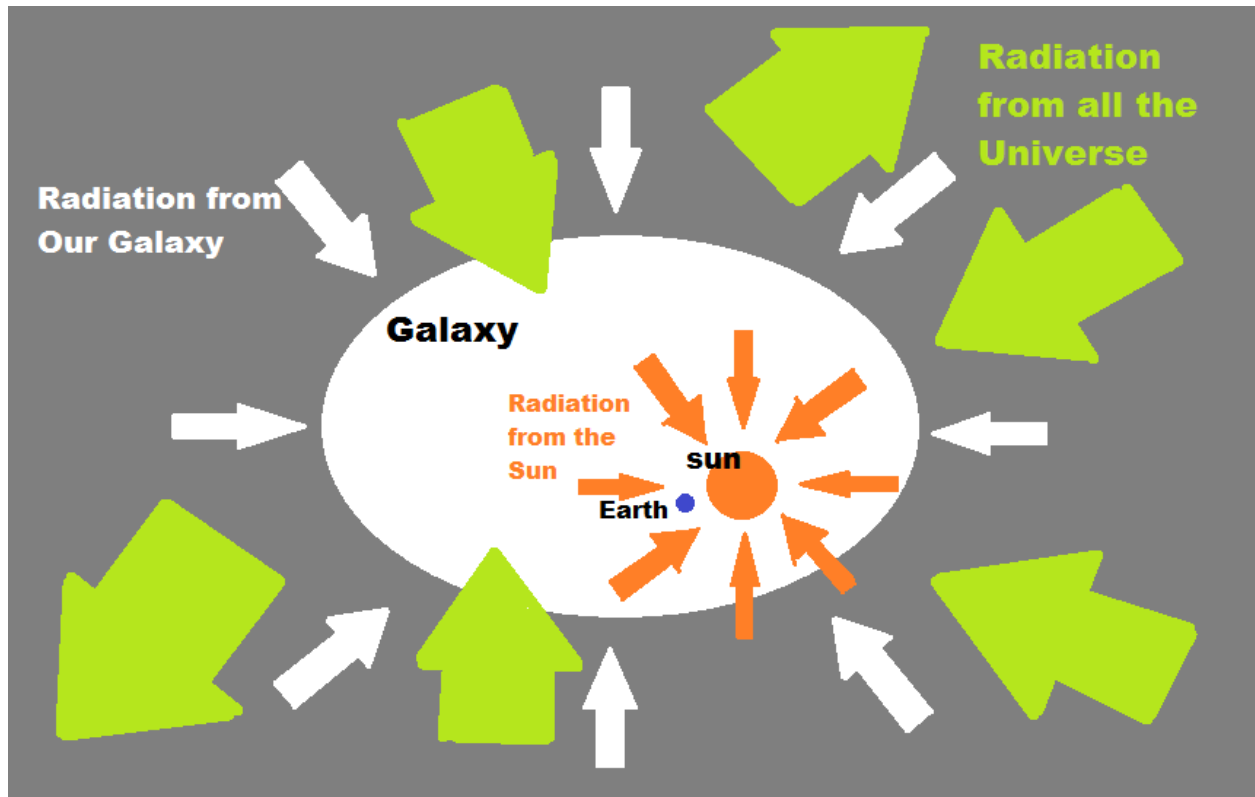 Radiation
from all the
Universe
Radiation from
Our Galaxy
Galaxy
Radiation
from the
Sun
sun
Earth